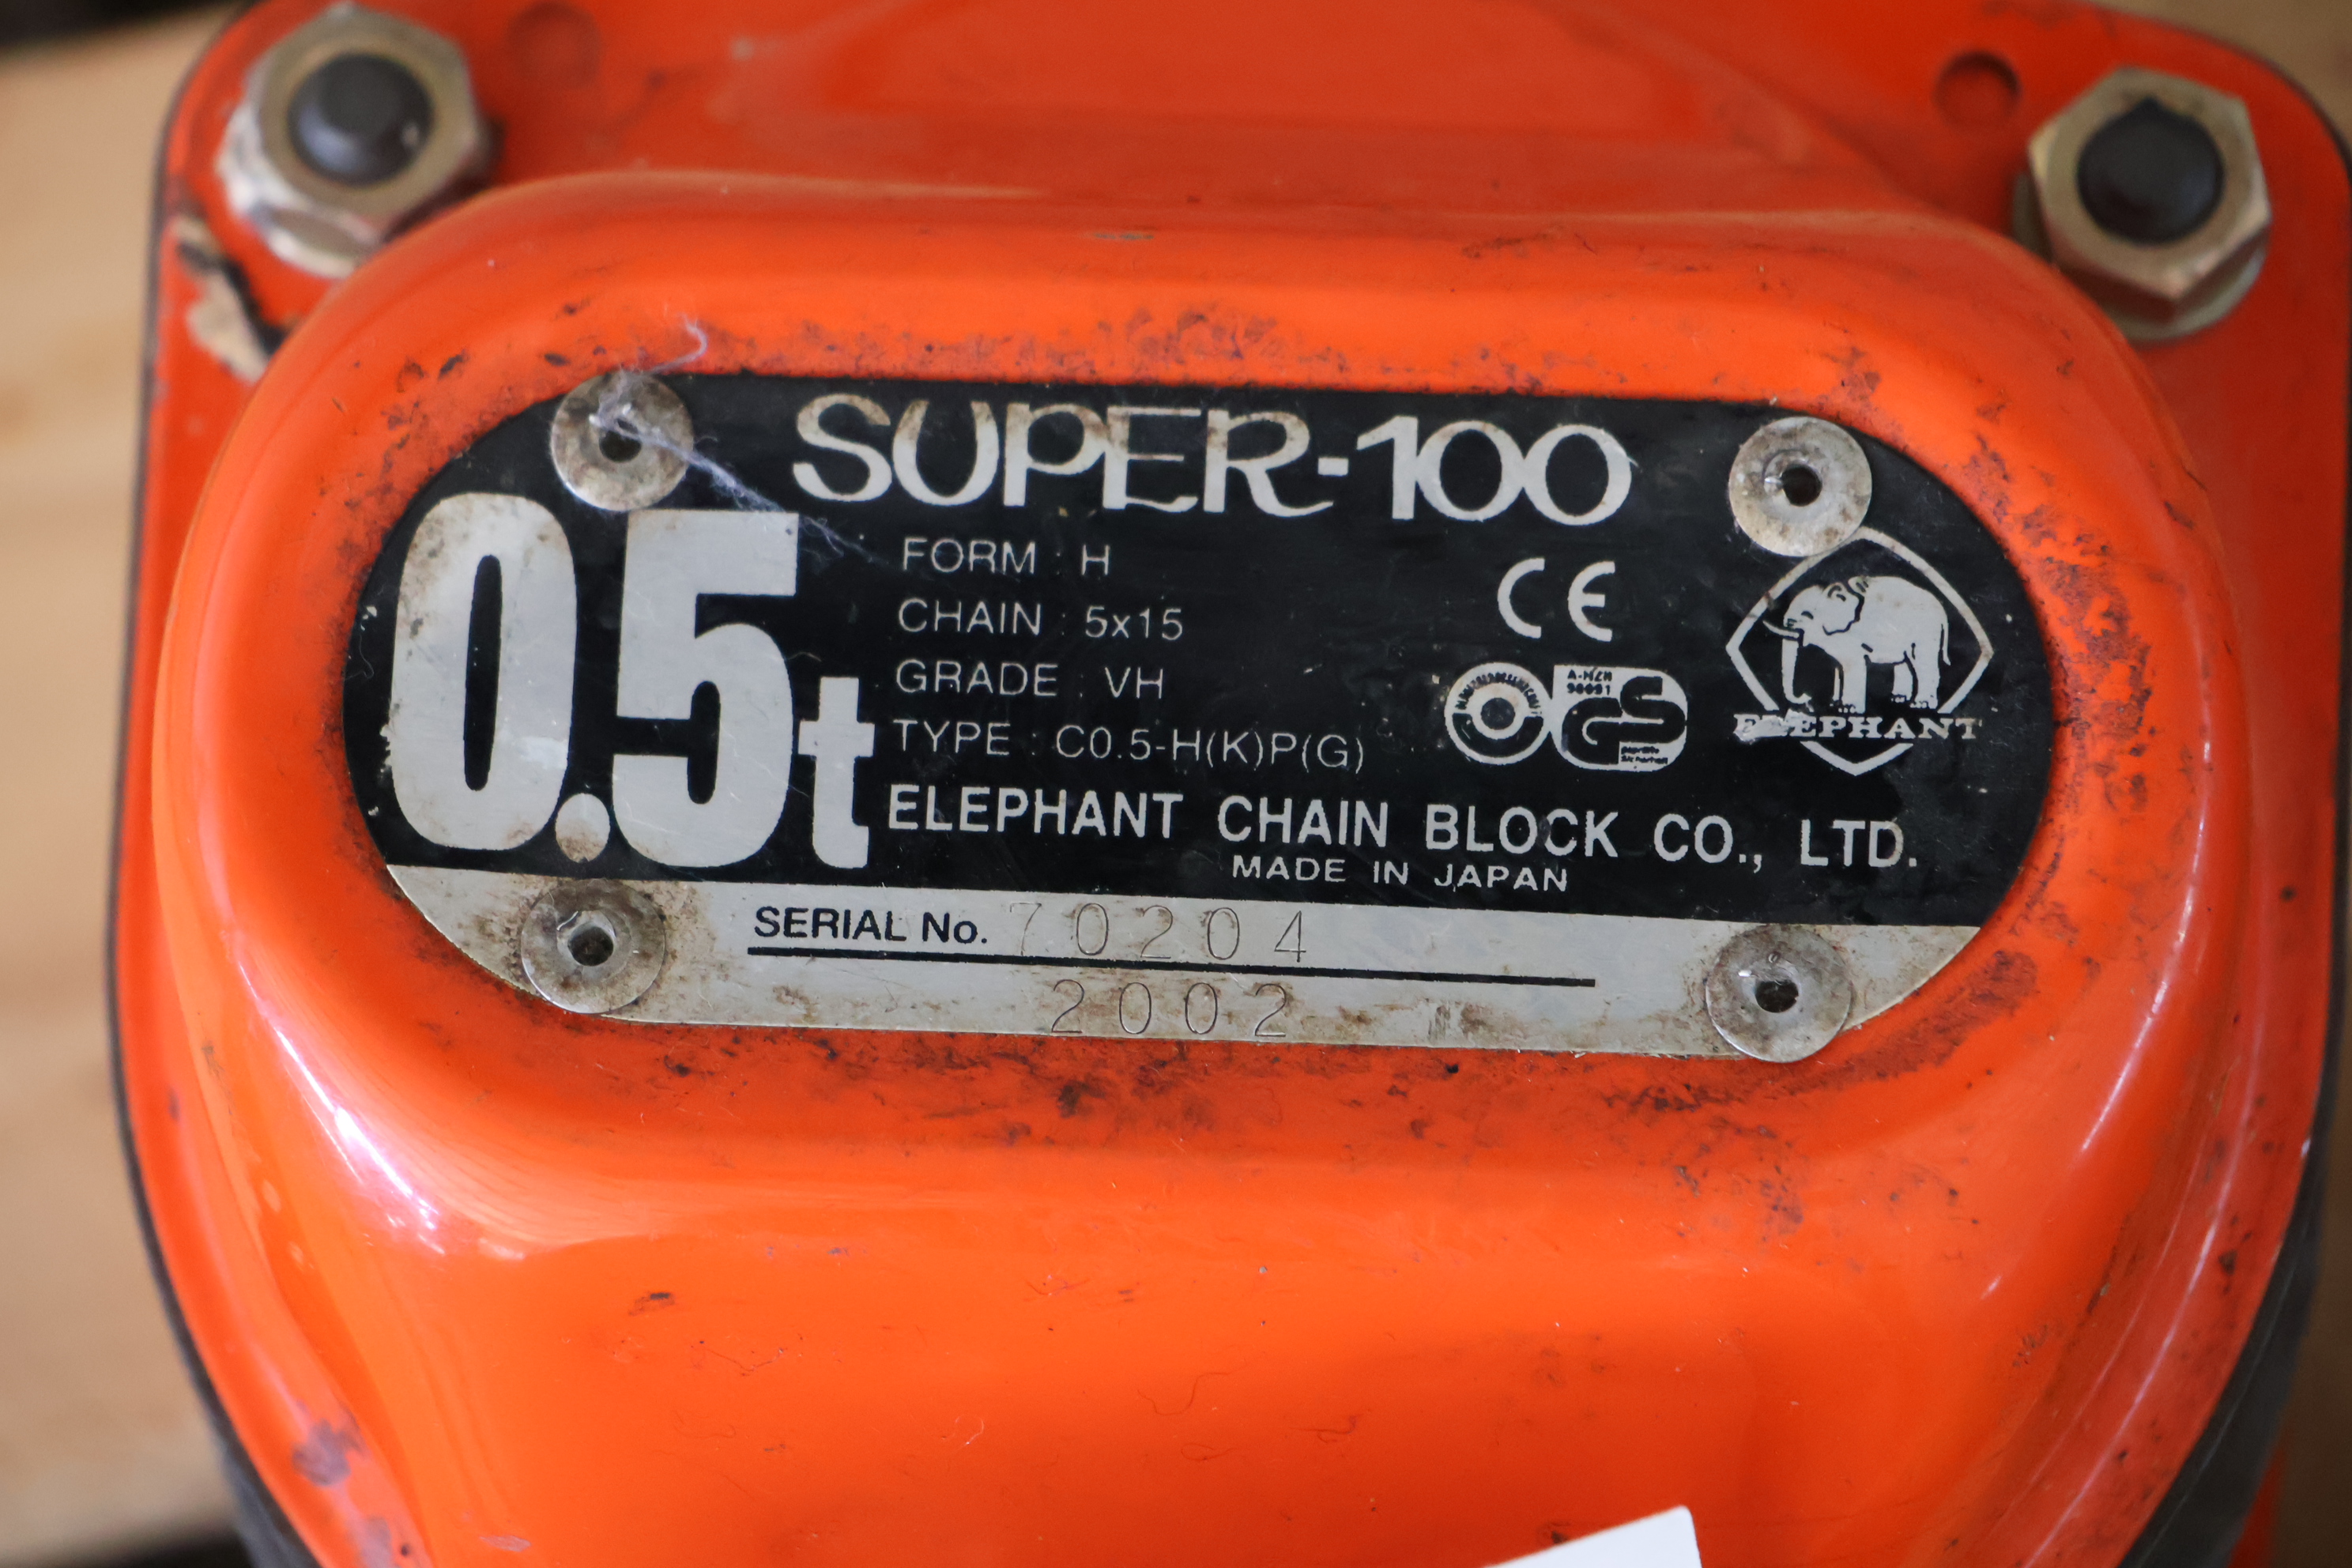 SUPER-100
0.5t
FORM : H
CHAIN : 5x15
GRADE : VH
TYPE : C0.5-H(K)P(G)
CE
GS
ELEPHANT
ELEPHANT CHAIN BLOCK CO., LTD.
MADE IN JAPAN
SERIAL No. 70204
2002